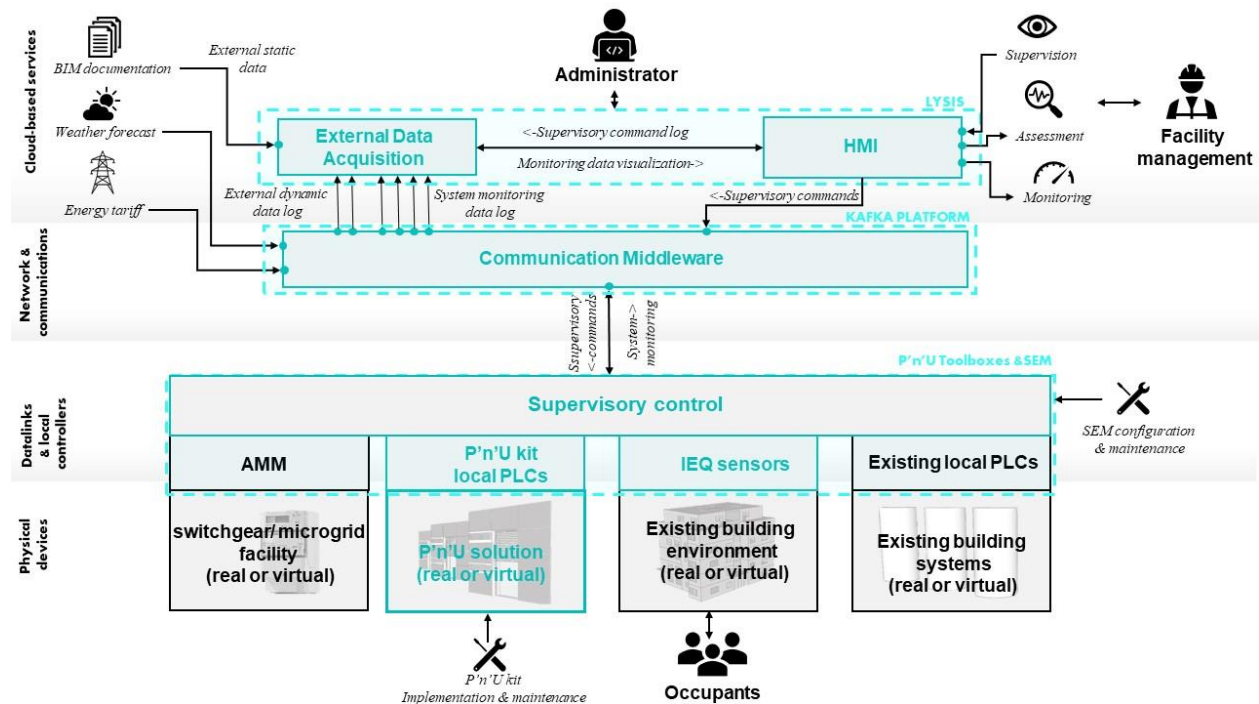 Cloud-based services
BIM documentation
External static
data
Weather forecast
Energy tariff
Administrator
LYSIS
External Data
Acquisition
<-Supervisory command log
Monitoring data visualization->
HMI
Supervision
Assessment
Monitoring
Facility
management
External dynamic
data log
System monitoring
data log
<-Supervisory commands
KAFKA PLATFORM
Network &
communications
Communication Middleware
Ssupervisory
<-commands
System->
monitoring
P'n'U Toolboxes &SEM
Datalinks
& local
controllers
Supervisory control
SEM configuration
& maintenance
AMM
P'n'U kit
local PLCs
IEQ sensors
Existing local PLCs
Physical
devices
switchgear/ microgrid
facility
(real or virtual)
P'n'U solution
(real or virtual)
Existing building
environment
(real or virtual)
Existing building
systems
(real or virtual)
P'n'U kit
Implementation & maintenance
Occupants